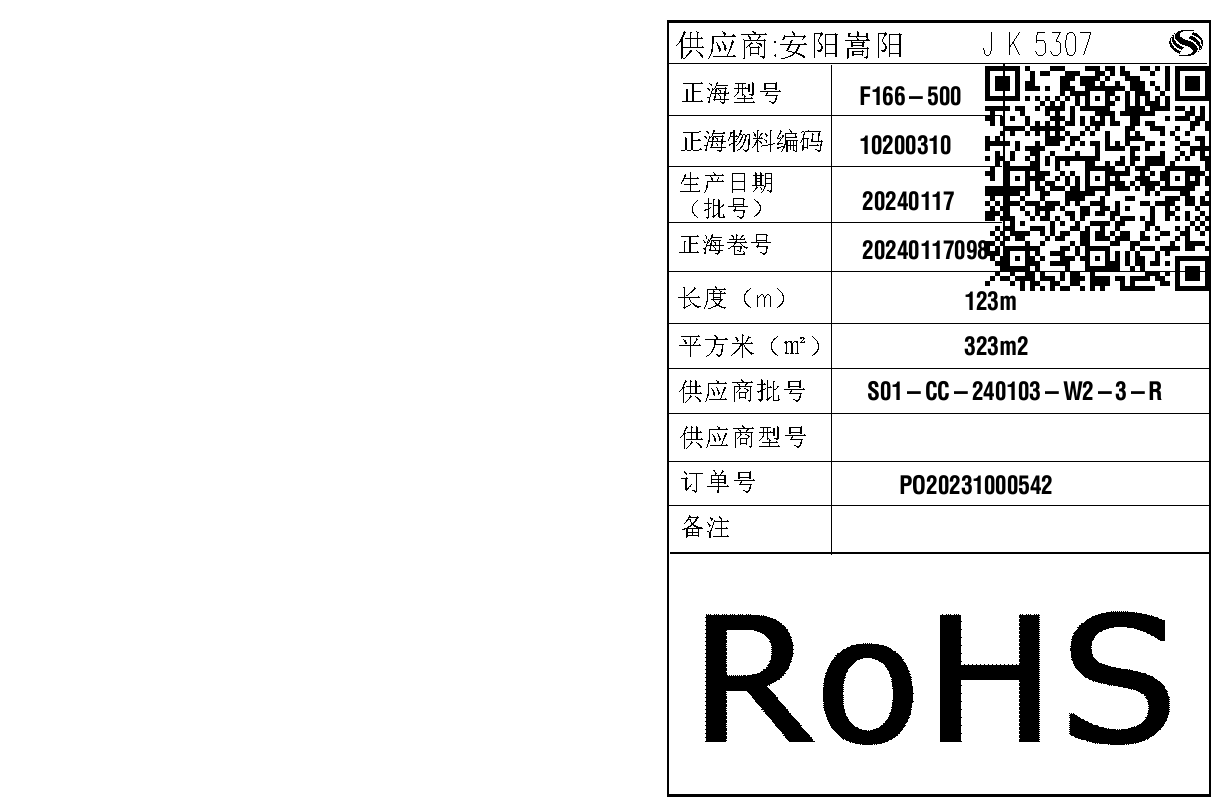 供应商:安阳嵩阳 JK5307
正海型号 F166-500
正海物料编码 10200310
生产日期
（批号） 20240117
正海卷号 20240117098
长度（m） 123m
平方米（m²） 323m2
供应商批号 S01-CC-240103-W2-3-R
供应商型号
订单号 PO20231000542
备注
RoHS